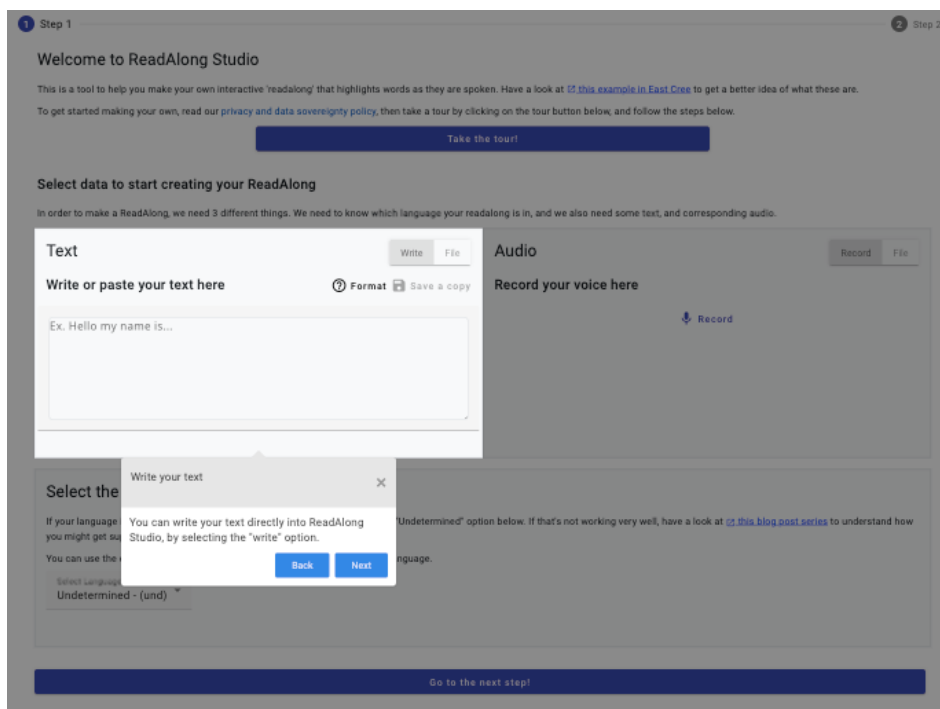 1 Step 1
2 Step 2
Welcome to ReadAlong Studio
This is a tool to help you make your own interactive 'readalong' that highlights words as they are spoken. Have a look at this example in East Cree to get a better idea of what these are.
To get started making your own, read our privacy and data sovereignty policy, then take a tour by clicking on the tour button below, and follow the steps below.
Take the tour!
Select data to start creating your ReadAlong
In order to make a ReadAlong, we need 3 different things. We need to know which language your readalong is in, and we also need some text, and corresponding audio.
Text
Write File
Write or paste your text here
Format Save a copy
Ex. Hello my name is...
Audio
Record File
Record your voice here
Record
Write your text
×
You can write your text directly into ReadAlong
Studio, by selecting the "write" option.
Back Next
Select the
If your language "Undetermined" option below. If that's not working very well, have a look at this blog post series to understand how
you might get
You can use the
Select Language
Undetermined - (und)
Go to the next step!